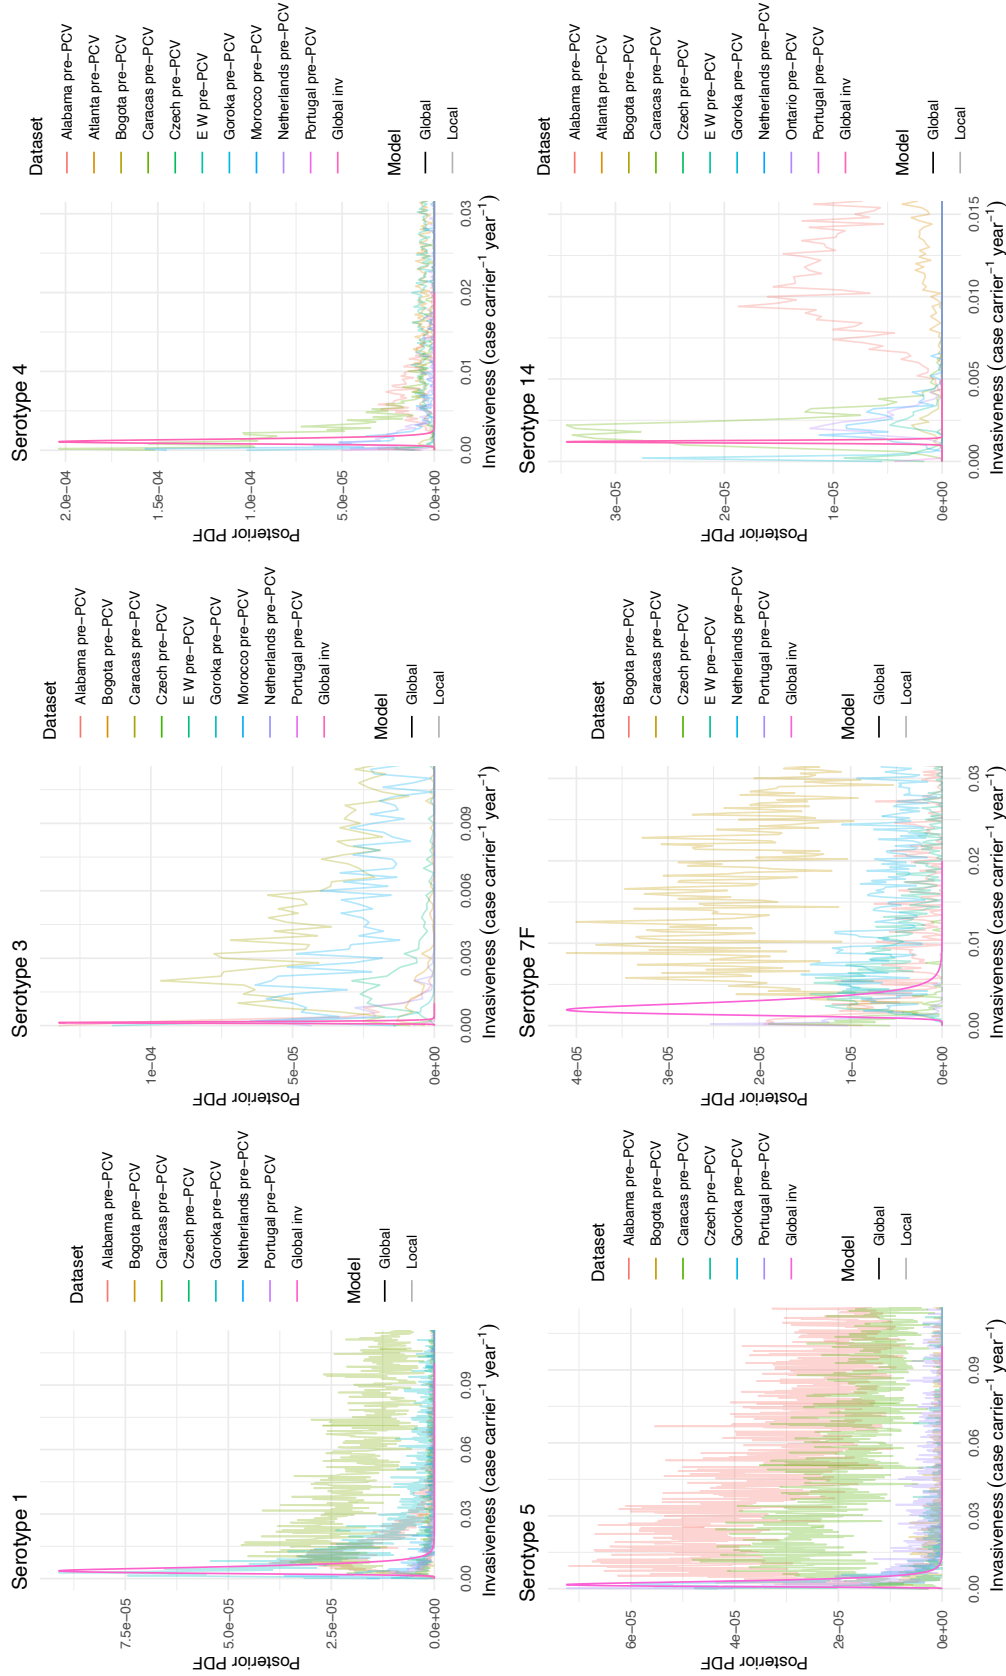 Serotype 1
Posterior PDF
7.5e−05
5.0e−05
2.5e−05
0.0e+00
0.00
0.03
0.06
0.09
Invasiveness (case carrier−1 year−1)
Dataset
Alabama pre−PCV
Bogota pre−PCV
Caracas pre−PCV
Czech pre−PCV
Goroka pre−PCV
Netherlands pre−PCV
Portugal pre−PCV
Global inv
Model
Global
Local
Serotype 3
Posterior PDF
1e−04
5e−05
0e+00
0.000
0.003
0.006
0.009
Invasiveness (case carrier−1 year−1)
Dataset
Alabama pre−PCV
Bogota pre−PCV
Caracas pre−PCV
Czech pre−PCV
E W pre−PCV
Goroka pre−PCV
Morocco pre−PCV
Netherlands pre−PCV
Portugal pre−PCV
Global inv
Model
Global
Local
Serotype 4
Posterior PDF
2.0e−04
1.5e−04
1.0e−04
5.0e−05
0.0e+00
0.00
0.01
0.02
0.03
Invasiveness (case carrier−1 year−1)
Dataset
Alabama pre−PCV
Atlanta pre−PCV
Bogota pre−PCV
Caracas pre−PCV
Czech pre−PCV
E W pre−PCV
Goroka pre−PCV
Morocco pre−PCV
Netherlands pre−PCV
Portugal pre−PCV
Global inv
Model
Global
Local
Serotype 5
Posterior PDF
6e−05
4e−05
2e−05
0e+00
0.00
0.03
0.06
0.09
Invasiveness (case carrier−1 year−1)
Dataset
Alabama pre−PCV
Bogota pre−PCV
Caracas pre−PCV
Czech pre−PCV
Goroka pre−PCV
Portugal pre−PCV
Global inv
Model
Global
Local
Serotype 7F
Posterior PDF
4e−05
3e−05
2e−05
1e−05
0e+00
0.00
0.01
0.02
0.03
Invasiveness (case carrier−1 year−1)
Dataset
Bogota pre−PCV
Caracas pre−PCV
Czech pre−PCV
E W pre−PCV
Netherlands pre−PCV
Portugal pre−PCV
Global inv
Model
Global
Local
Serotype 14
Posterior PDF
3e−05
2e−05
1e−05
0e+00
0.000
0.005
0.010
0.015
Invasiveness (case carrier−1 year−1)
Dataset
Alabama pre−PCV
Atlanta pre−PCV
Bogota pre−PCV
Caracas pre−PCV
Czech pre−PCV
E W pre−PCV
Goroka pre−PCV
Netherlands pre−PCV
Ontario pre−PCV
Portugal pre−PCV
Global inv
Model
Global
Local